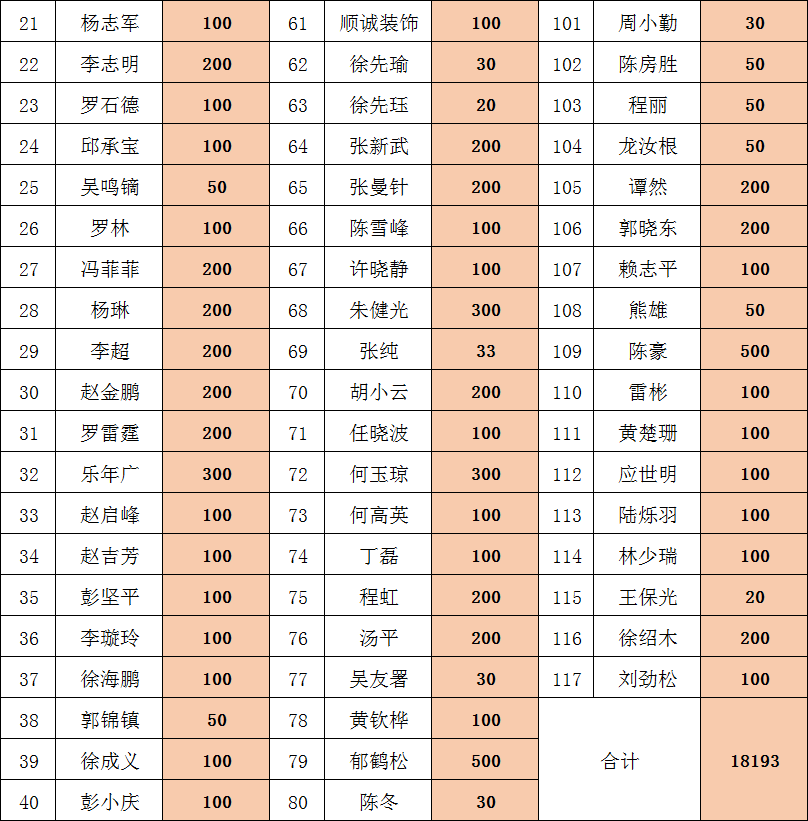 21 杨志军 100 61 顺诚装饰 100 101 周小勤 30
22 李志明 200 62 徐先瑜 30 102 陈房胜 50
23 罗石德 100 63 徐先珏 20 103 程丽 50
24 邱承宝 100 64 张新武 200 104 龙汝根 50
25 吴鸣镝 50 65 张曼针 200 105 谭然 200
26 罗林 100 66 陈雪峰 100 106 郭晓东 200
27 冯菲菲 200 67 许晓静 100 107 赖志平 100
28 杨琳 200 68 朱健光 300 108 熊雄 50
29 李超 200 69 张纯 33 109 陈豪 500
30 赵金鹏 200 70 胡小云 200 110 雷彬 100
31 罗雷霆 200 71 任晓波 100 111 黄楚珊 100
32 乐年广 300 72 何玉琼 300 112 应世明 100
33 赵启峰 100 73 何高英 100 113 陆烁羽 100
34 赵吉芳 100 74 丁磊 100 114 林少瑞 100
35 彭坚平 100 75 程虹 200 115 王保光 20
36 李璇玲 100 76 汤平 200 116 徐绍木 200
37 徐海鹏 100 77 吴友署 30 117 刘劲松 100
38 郭锦镇 50 78 黄钦桦 100
39 徐成义 100 79 郁鹤松 500 合计 18193
40 彭小庆 100 80 陈冬 30